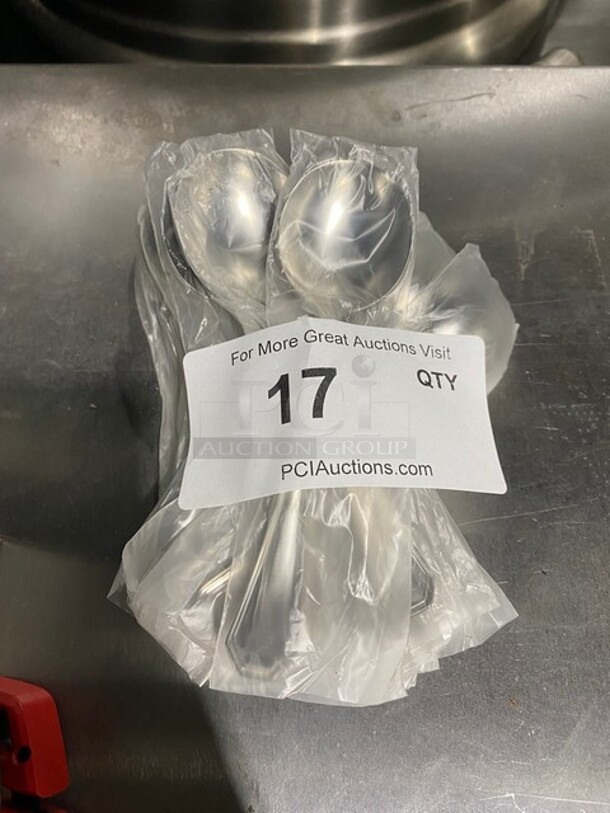 For More Great Auctions Visit
17 QTY
PCI
AUCTION GROUP
PCIAuctions.com